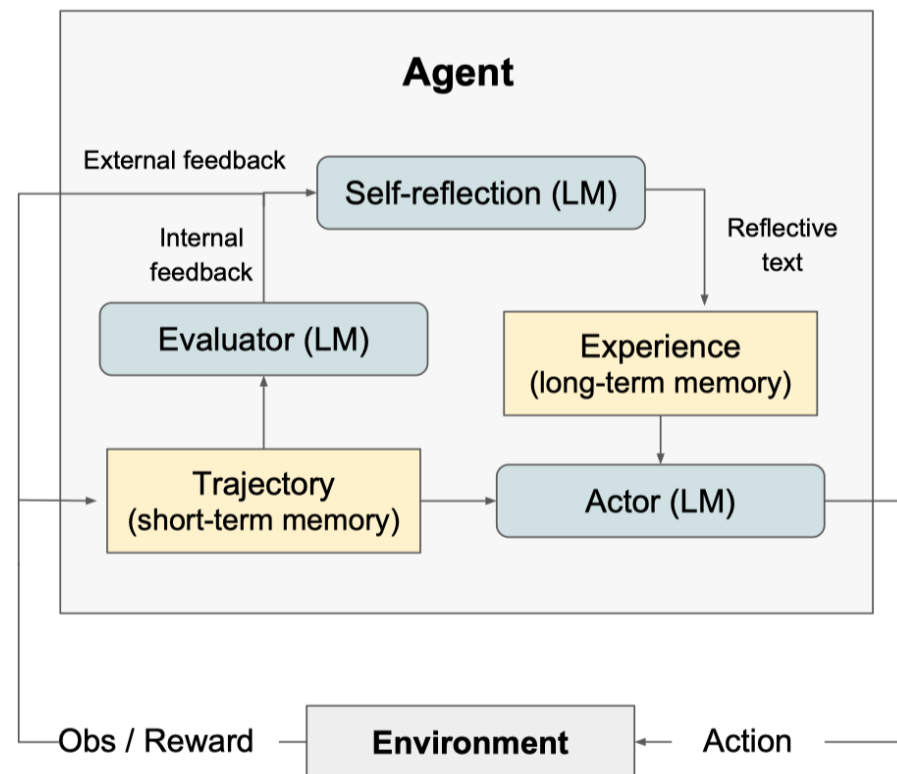 Agent
External feedback
Self-reflection (LM)
Internal
feedback
Reflective
text
Evaluator (LM)
Experience
(long-term memory)
Trajectory
(short-term memory)
Actor (LM)
Obs / Reward
Environment
Action